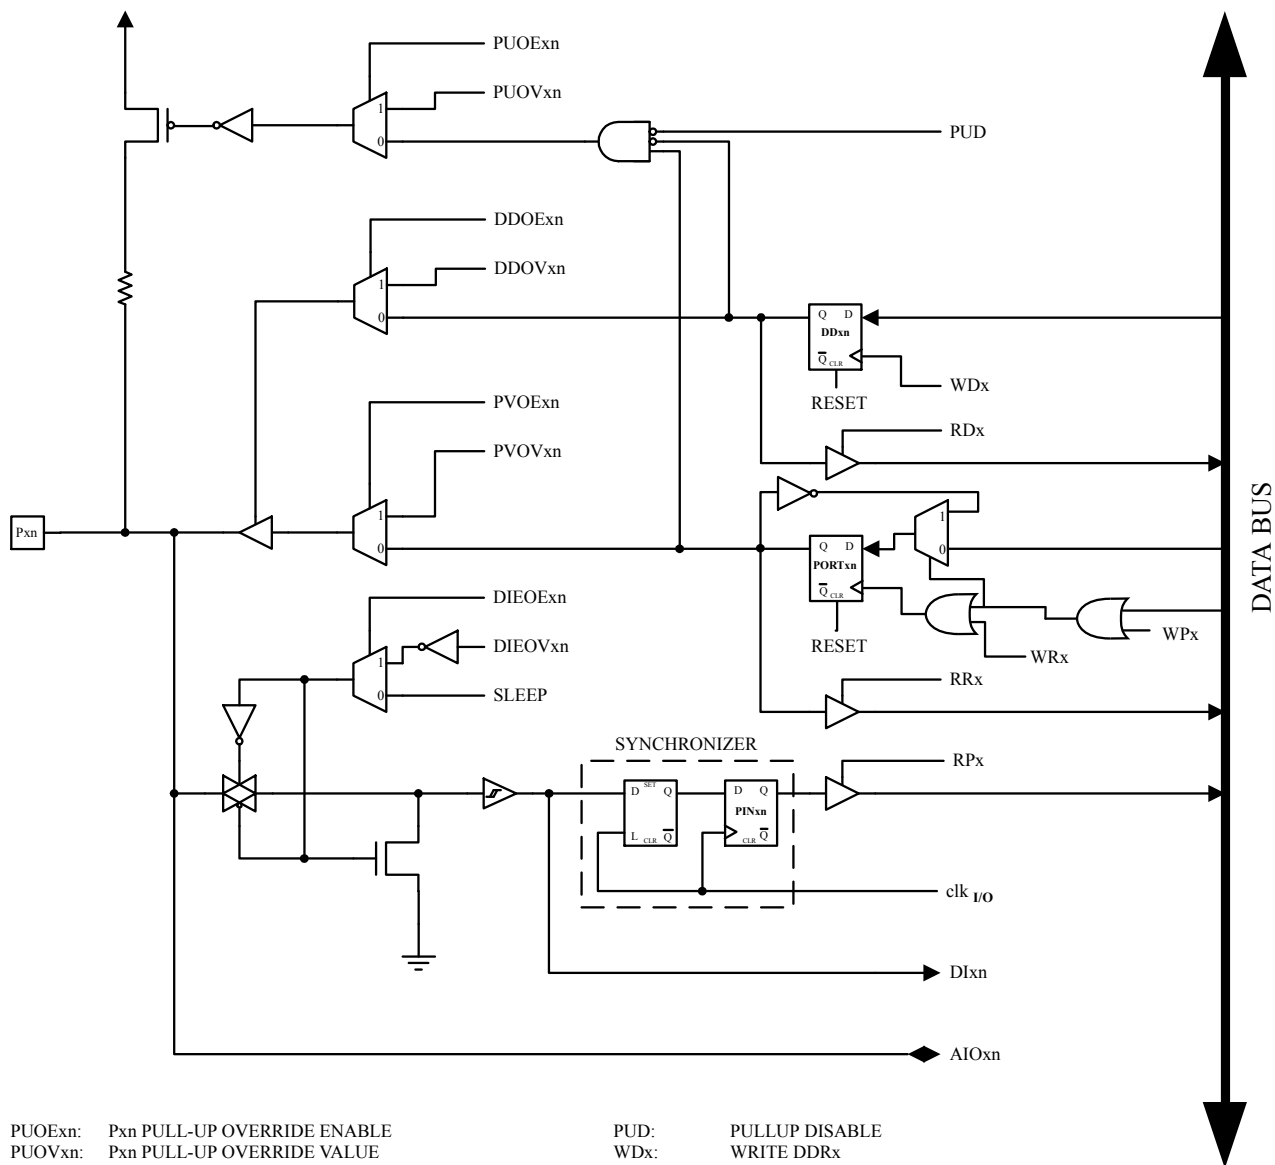 PUOExn
PUOVxn
1
0
PUD
DDOExn
DDOVxn
1
0
Q D
DDxn
Q CLR
WDx
RESET
PVOExn
RDx
PVOVxn
1
0
Pxn
1
0
Q D
PORTxn
Q CLR
DATA BUS
DIEOExn
WPx
RESET
WRx
DIEOVxn
1
0
SLEEP
RRx
SYNCHRONIZER
RPx
D SET Q
L CLR Q
D Q
PINxn
CLR Q
clk I/O
DIxn
AIOxn
PUOExn: Pxn PULL-UP OVERRIDE ENABLE
PUOVxn: Pxn PULL-UP OVERRIDE VALUE
PUD: PULLUP DISABLE
WDx: WRITE DDRx